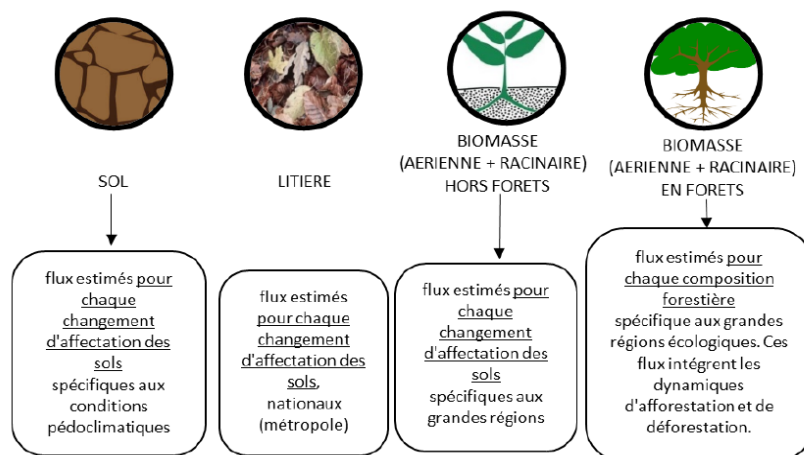 SOL
flux estimés pour
chaque
changement
d'affectation des
sols
spécifiques aux
conditions
pédoclimatiques
LITIERE
flux estimés
pour chaque
changement
d'affectation des
sols,
nationaux
(métropole)
BIOMASSE
(AERIENNE + RACINAIRE)
HORS FORETS
flux estimés pour
chaque
changement
d'affectation des
sols
spécifiques aux
grandes régions
BIOMASSE
(AERIENNE + RACINAIRE)
EN FORETS
flux estimés pour
chaque composition
forestière
spécifique aux grandes
régions écologiques. Ces
flux intégrent les
dynamiques
d'afforestation et de
déforestation.